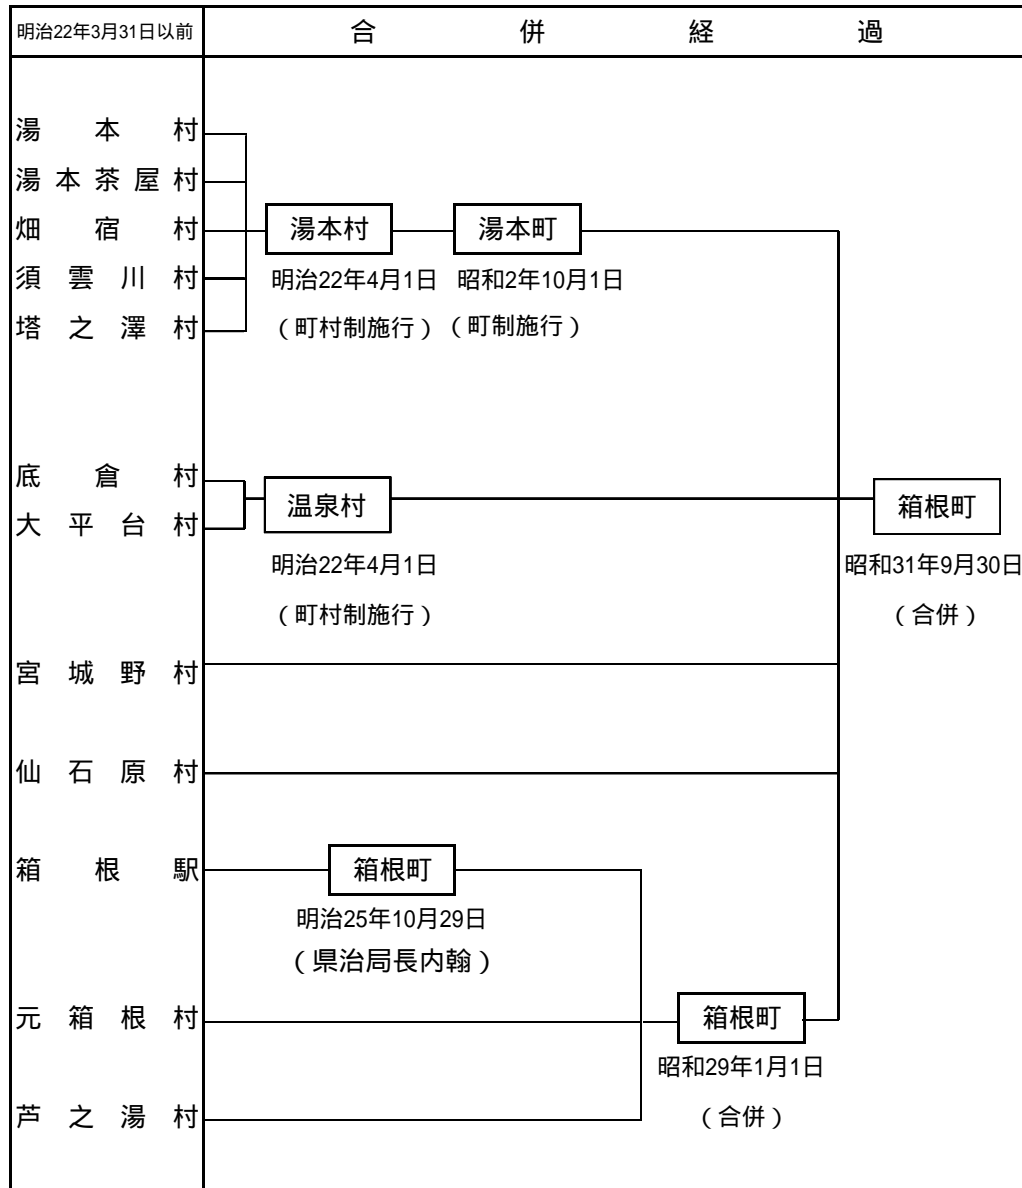 明治22年3月31日以前
合併経過
湯本村
湯本茶屋村
畑宿村
須雲川村
塔之澤村
湯本村
湯本町
明治22年4月1日
昭和2年10月1日
（町村制施行）
（町制施行）
底倉村
大平台村
温泉村
箱根町
明治22年4月1日
昭和31年9月30日
（町村制施行）
（合併）
宮城野村
仙石原村
箱根駅
箱根町
明治25年10月29日
（県治局長内翰）
元箱根村
箱根町
昭和29年1月1日
芦之湯村
（合併）